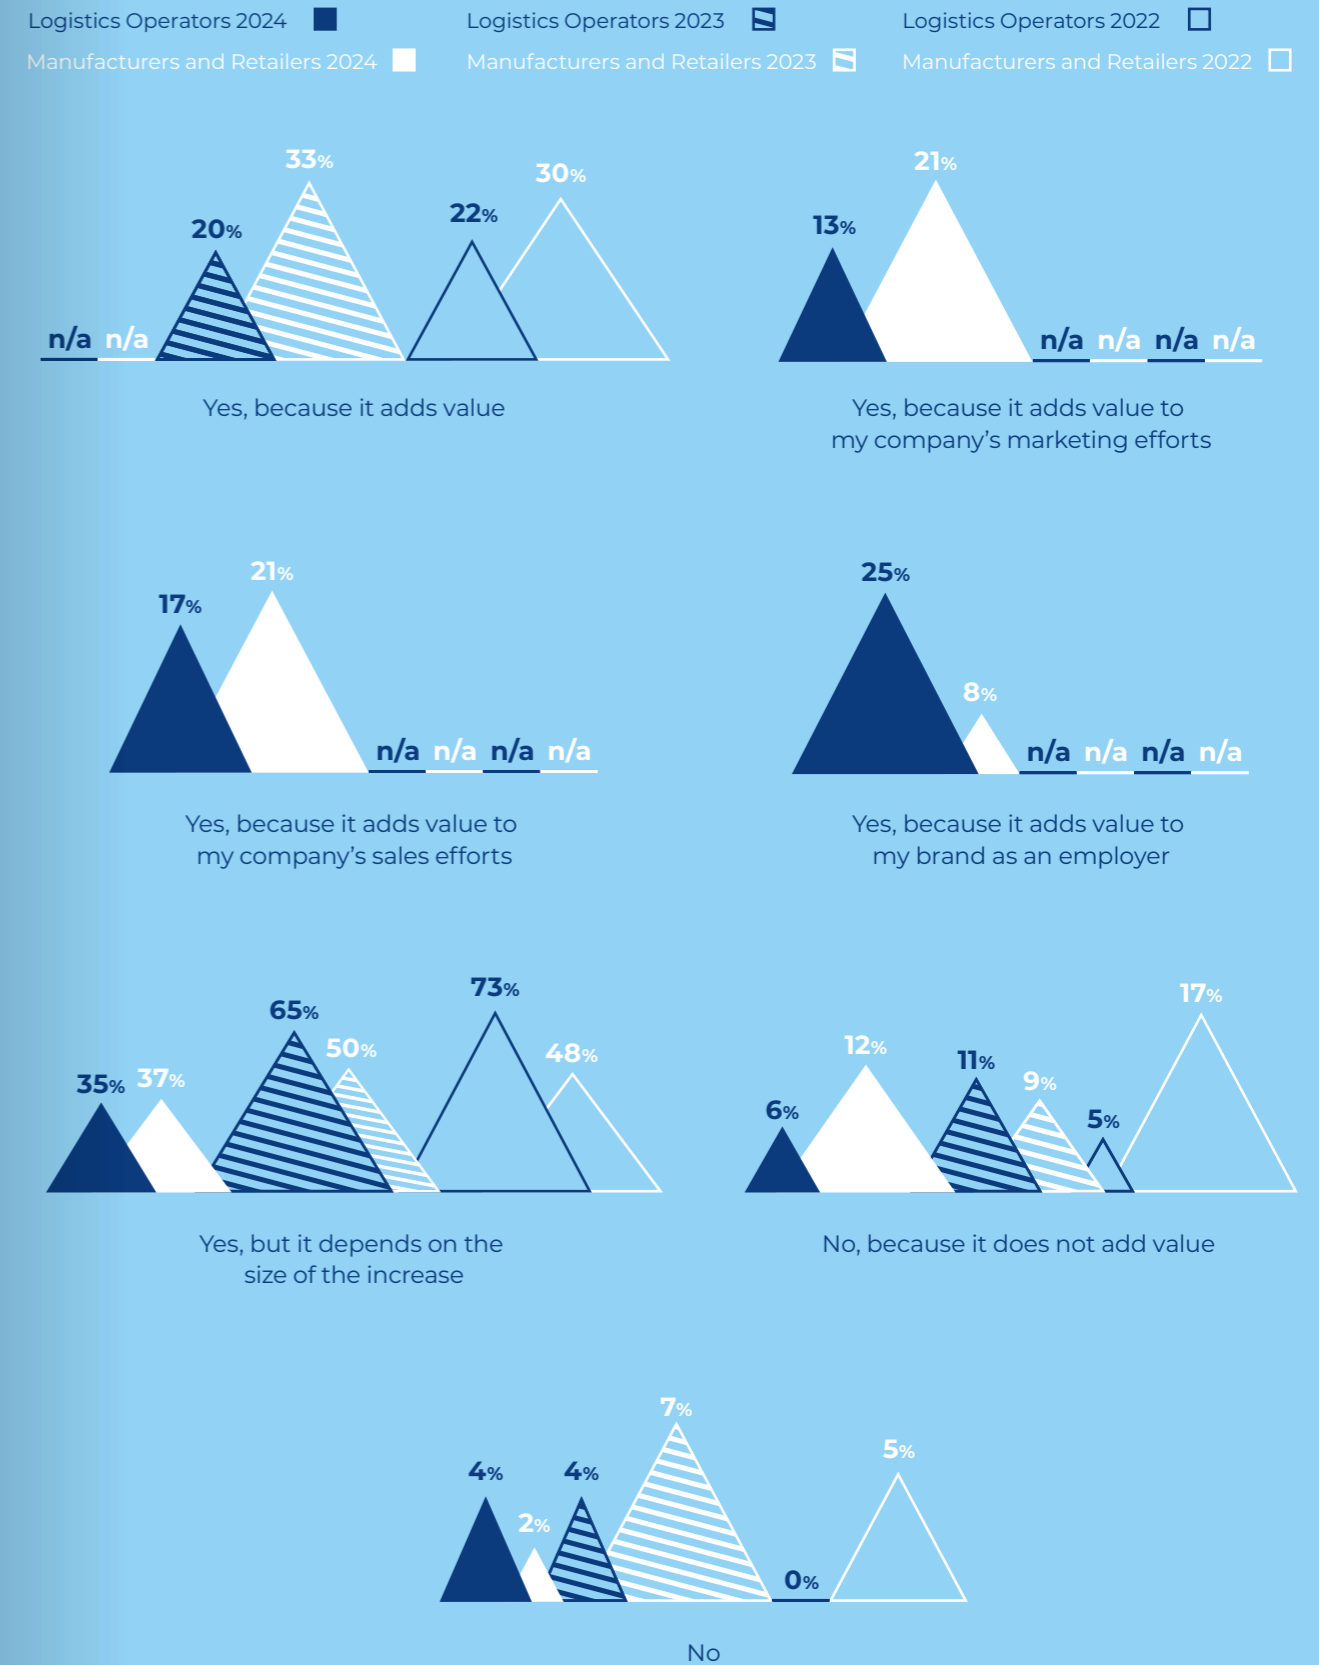 Logistics Operators 2024
Logistics Operators 2023
Logistics Operators 2022
Manufacturers and Retailers 2024
Manufacturers and Retailers 2023
Manufacturers and Retailers 2022
n/a n/a 20% 33% 22% 30%
Yes, because it adds value
13% 21% n/a n/a n/a n/a
Yes, because it adds value to
my company’s marketing efforts
17% 21% n/a n/a n/a n/a
Yes, because it adds value to
my company’s sales efforts
25% 8% n/a n/a n/a n/a
Yes, because it adds value to
my brand as an employer
35% 37% 65% 50% 73% 48%
Yes, but it depends on the
size of the increase
6% 12% 11% 9% 5% 17%
No, because it does not add value
4% 2% 4% 7% 0% 5%
No